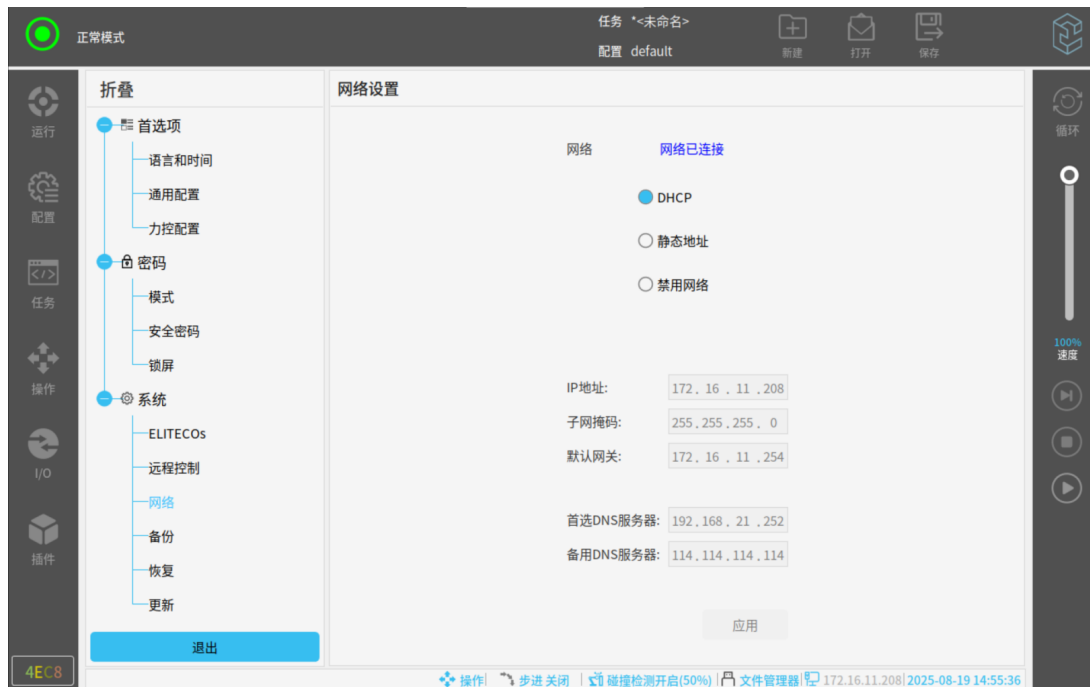 正常模式
任务 *<未命名>
配置 default
新建
打开
保存
运行
配置
任务
操作
I/O
插件
4EC8
折叠
首选项
语言和时间
通用配置
力控配置
密码
模式
安全密码
锁屏
系统
ELITECOs
远程控制
网络
备份
恢复
更新
退出
网络设置
网络 网络已连接
DHCP
静态地址
禁用网络
IP地址: 172. 16 . 11 .208
子网掩码: 255.255.255. 0
默认网关: 172. 16 . 11 .254
首选DNS服务器: 192.168. 21 .252
备用DNS服务器: 114.114.114.114
应用
循环
100%
速度
操作 步进 关闭 碰撞检测开启(50%) 文件管理器 172.16.11.208 2025-08-19 14:55:36